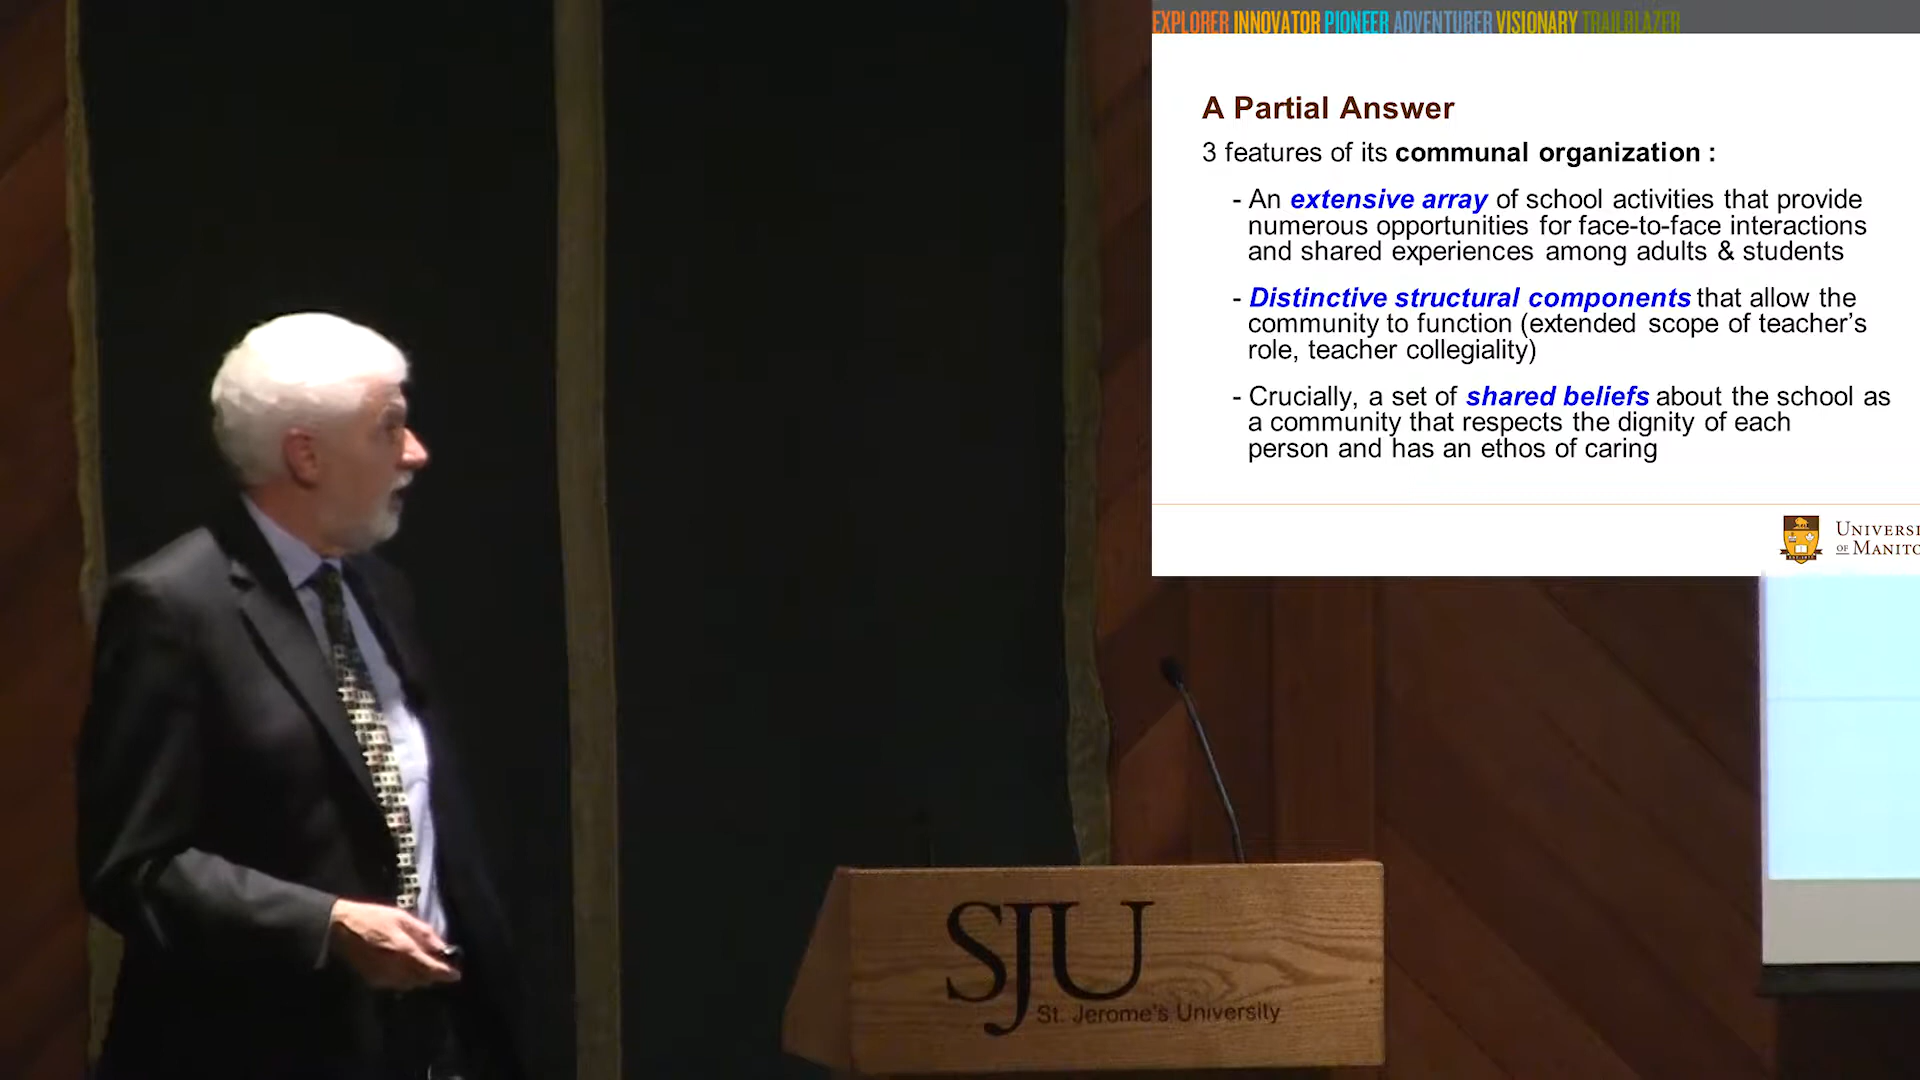 EXPLORER INNOVATOR PIONEER ADVENTURER VISIONARY TRAILBLAZER
A Partial Answer
3 features of its communal organization :
- An extensive array of school activities that provide
numerous opportunities for face-to-face interactions
and shared experiences among adults & students
- Distinctive structural components that allow the
community to function (extended scope of teacher's
role, teacher collegiality)
- Crucially, a set of shared beliefs about the school as
a community that respects the dignity of each
person and has an ethos of caring
UNIVERSI
OF MANITO
SJU
St. Jerome's University